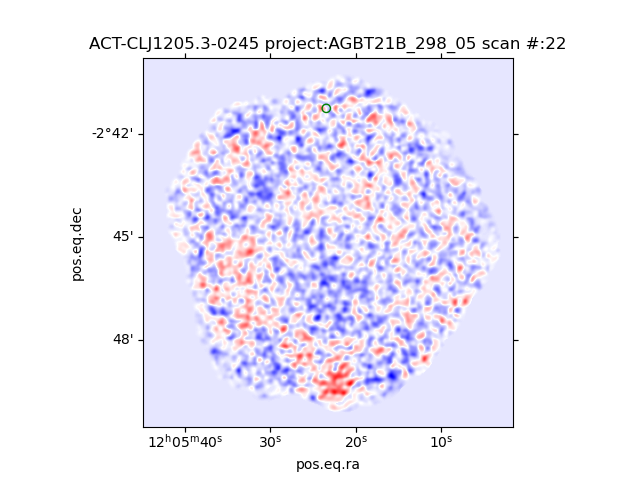 ACT-CLJ1205.3-0245 project:AGBT21B_298_05 scan #:22
-2°42'
45'
48'
pos.eq.dec
12h05m40s 30s 20s 10s
pos.eq.ra